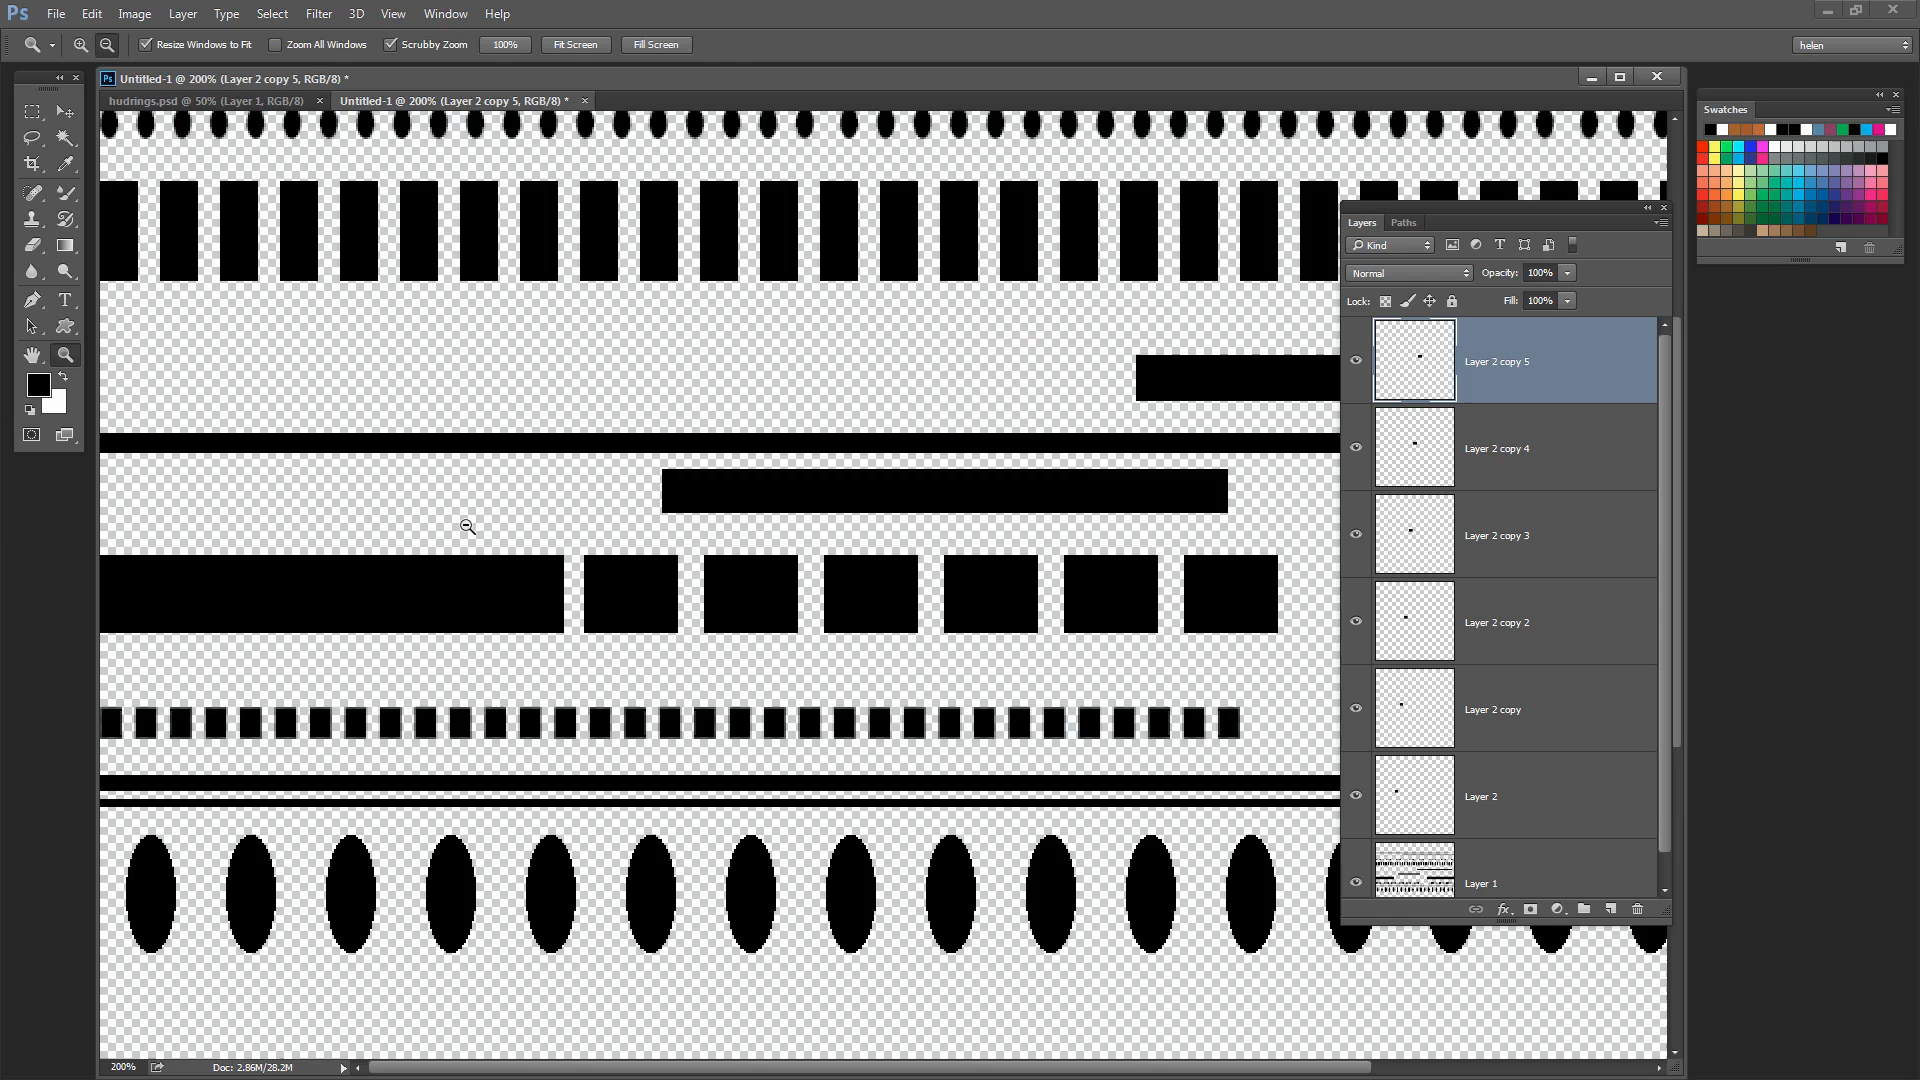 Ps File Edit Image Layer Type Select Filter 3D View Window Help
Resize Windows to Fit Zoom All Windows Scrubby Zoom 100% Fit Screen Fill Screen helen
Ps Untitled-1 @ 200% (Layer 2 copy 5, RGB/8) *
hudrings.psd @ 50% (Layer 1, RGB/8) × Untitled-1 @ 200% (Layer 2 copy 5, RGB/8) * ×
Swatches
Layers Paths
Kind
Normal Opacity: 100%
Lock: Fill: 100%
Layer 2 copy 5
Layer 2 copy 4
Layer 2 copy 3
Layer 2 copy 2
Layer 2 copy
Layer 2
Layer 1
fx
200% Doc: 2.86M/28.2M